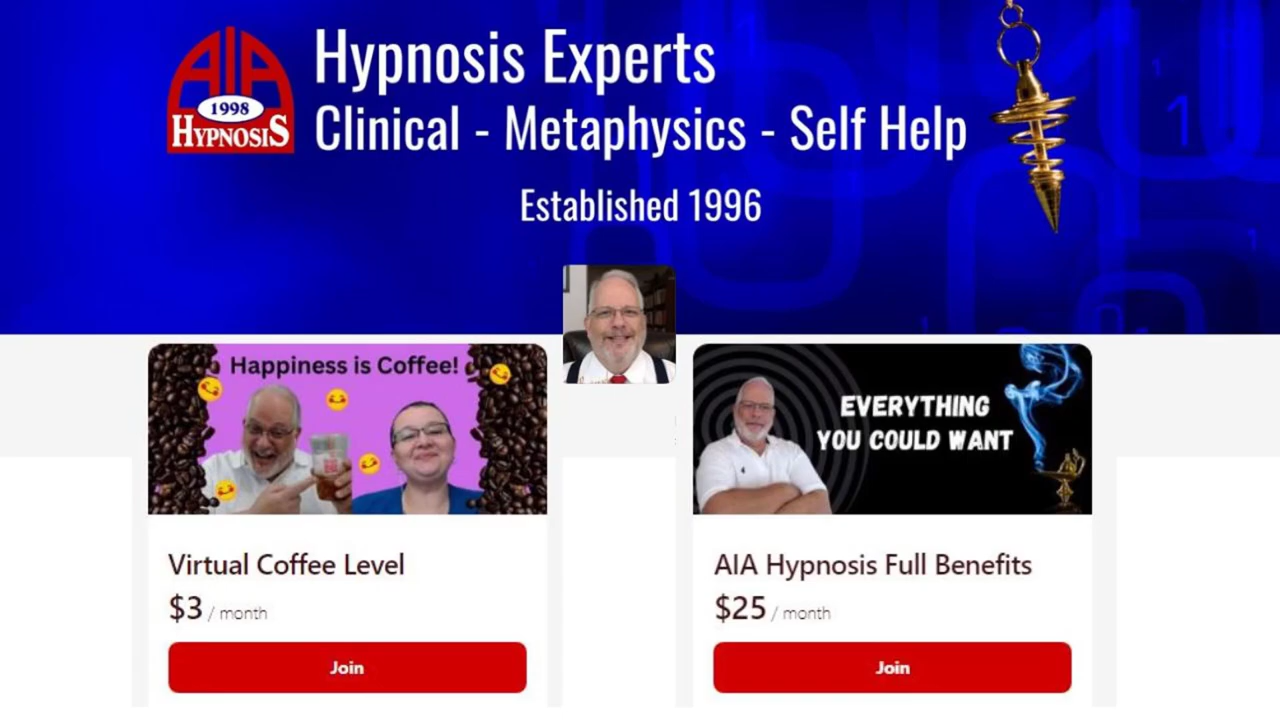 AIA
1998
HYPNOSIS
Hypnosis Experts
Clinical - Metaphysics - Self Help
Established 1996
Happiness is Coffee!
EVERYTHING
YOU COULD WANT
Virtual Coffee Level
$3 / month
Join
AIA Hypnosis Full Benefits
$25 / month
Join